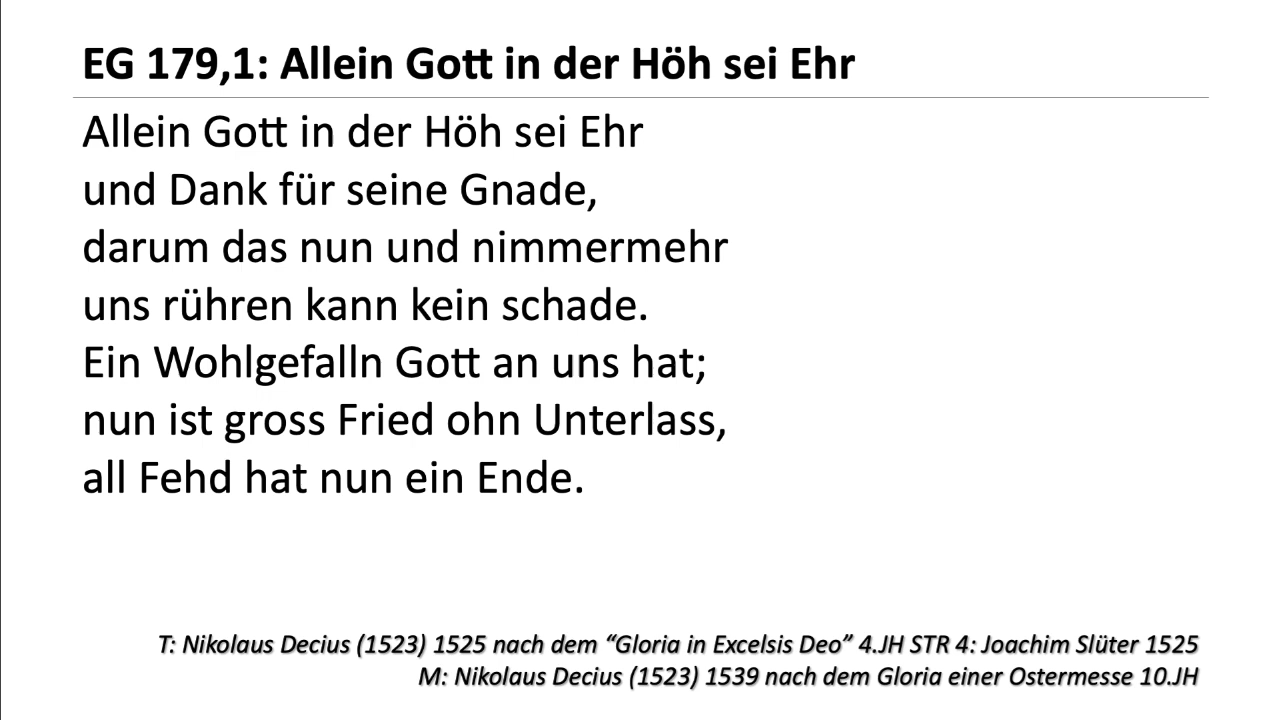 EG 179,1: Allein Gott in der Höh sei Ehr
Allein Gott in der Höh sei Ehr
und Dank für seine Gnade,
darum das nun und nimmermehr
uns rühren kann kein schade.
Ein Wohlgefalln Gott an uns hat;
nun ist gross Fried ohn Unterlass,
all Fehd hat nun ein Ende.
T: Nikolaus Decius (1523) 1525 nach dem “Gloria in Excelsis Deo” 4.JH STR 4: Joachim Slüter 1525
M: Nikolaus Decius (1523) 1539 nach dem Gloria einer Ostermesse 10.JH